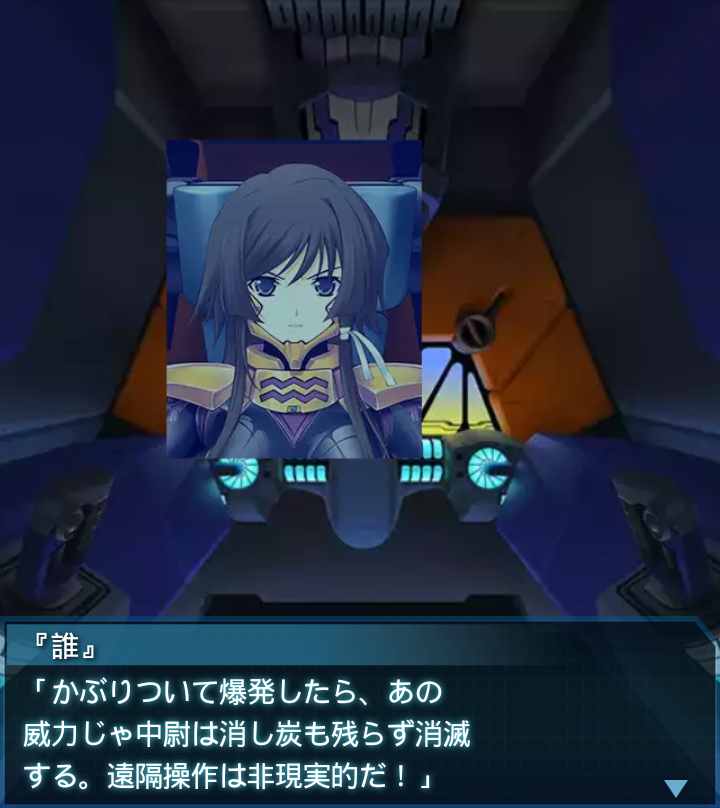 『誰』
「かぶりついて爆発したら、あの
威力じゃ中尉は消し炭も残らず消滅
する。遠隔操作は非現実的だ！」